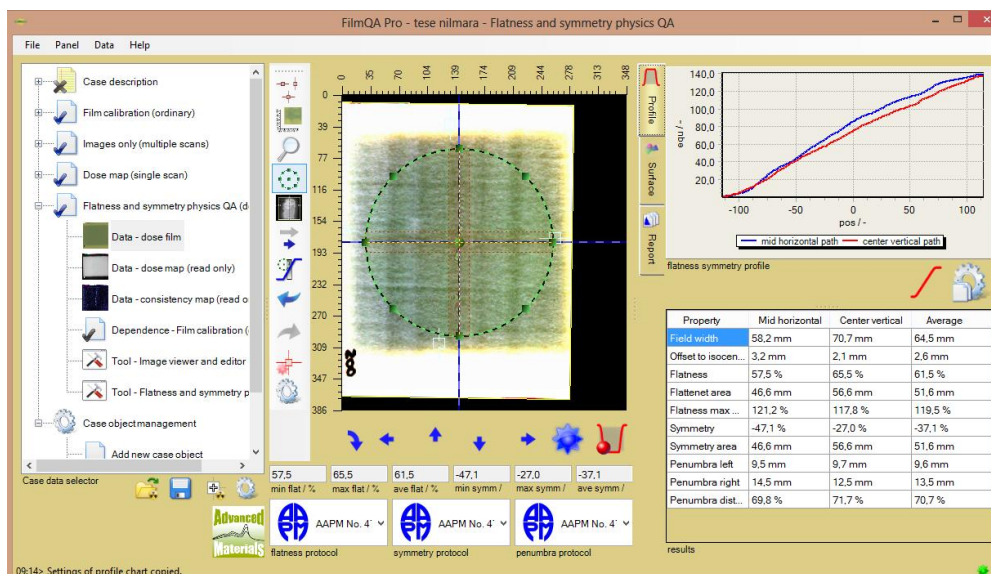 FilmQA Pro - tese nilmara - Flatness and symmetry physics QA
File Panel Data Help
Case description
Film calibration (ordinary)
Images only (multiple scans)
Dose map (single scan)
Flatness and symmetry physics QA (d
Data - dose film
Data - dose map (read only)
Data - consistency map (read o
Dependence - Film calibration (
Tool - Image viewer and editor
Tool - Flatness and symmetry p
Case object management
Add new case object
Case data selector
Advanced
Materials
09:14> Settings of profile chart copied.
0 35 70 104 139 174 209 244 278 313 348
0
39
77
116
154
193
232
270
309
347
386
200
57,5 65,5 61,5 -47,1 -27,0 -37,1
min flat / % max flat / % ave flat / % min symm / max symm / ave symm /
AAPM AAPM No. 4 AAPM AAPM No. 4 AAPM AAPM No. 4
flatness protocol symmetry protocol penumbra protocol
Profile
Surface
Report
140,0
120,0
100,0
80,0
60,0
40,0
20,0
-100 -50 0 50 100
pos / -
mid horizontal path center vertical path
flatness symmetry profile
Property Mid horizontal Center vertical Average
Field width 58,2 mm 70,7 mm 64,5 mm
Offset to isocen... 3,2 mm 2,1 mm 2,6 mm
Flatness 57,5 % 65,5 % 61,5 %
Flattenet area 46,6 mm 56,6 mm 51,6 mm
Flatness max ... 121,2 % 117,8 % 119,5 %
Symmetry -47,1 % -27,0 % -37,1 %
Symmetry area 46,6 mm 56,6 mm 51,6 mm
Penumbra left 9,5 mm 9,7 mm 9,6 mm
Penumbra right 14,5 mm 12,5 mm 13,5 mm
Penumbra dist... 69,8 % 71,7 % 70,7 %
results